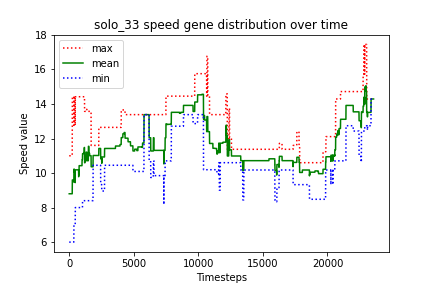 solo_33 speed gene distribution over time
max
mean
min
Speed value
18
16
14
12
10
8
6
0
5000
10000
15000
20000
Timesteps